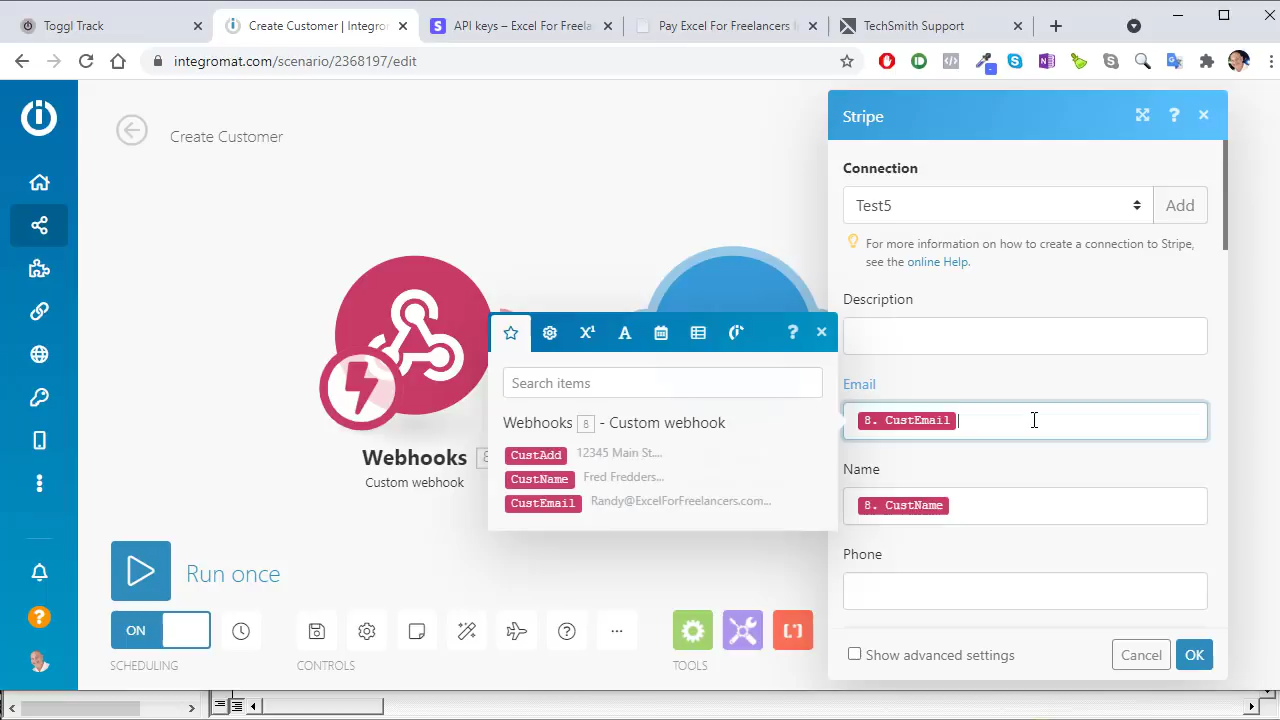 Toggl Track
Create Customer | Integror
API keys – Excel For Freela
Pay Excel For Freelancers I
TechSmith Support
integromat.com/scenario/2368197/edit
Create Customer
Stripe
?
Connection
Test5
Add
For more information on how to create a connection to Stripe,
see the online Help.
Description
Email
8. CustEmail
Search items
Webhooks 8 - Custom webhook
CustAdd 12345 Main St....
CustName Fred Fredders...
CustEmail Randy@ExcelForFreelancers.com...
Webhooks 8
Custom webhook
Name
8. CustName
Phone
Run once
ON
SCHEDULING
CONTROLS
TOOLS
Show advanced settings
Cancel
OK